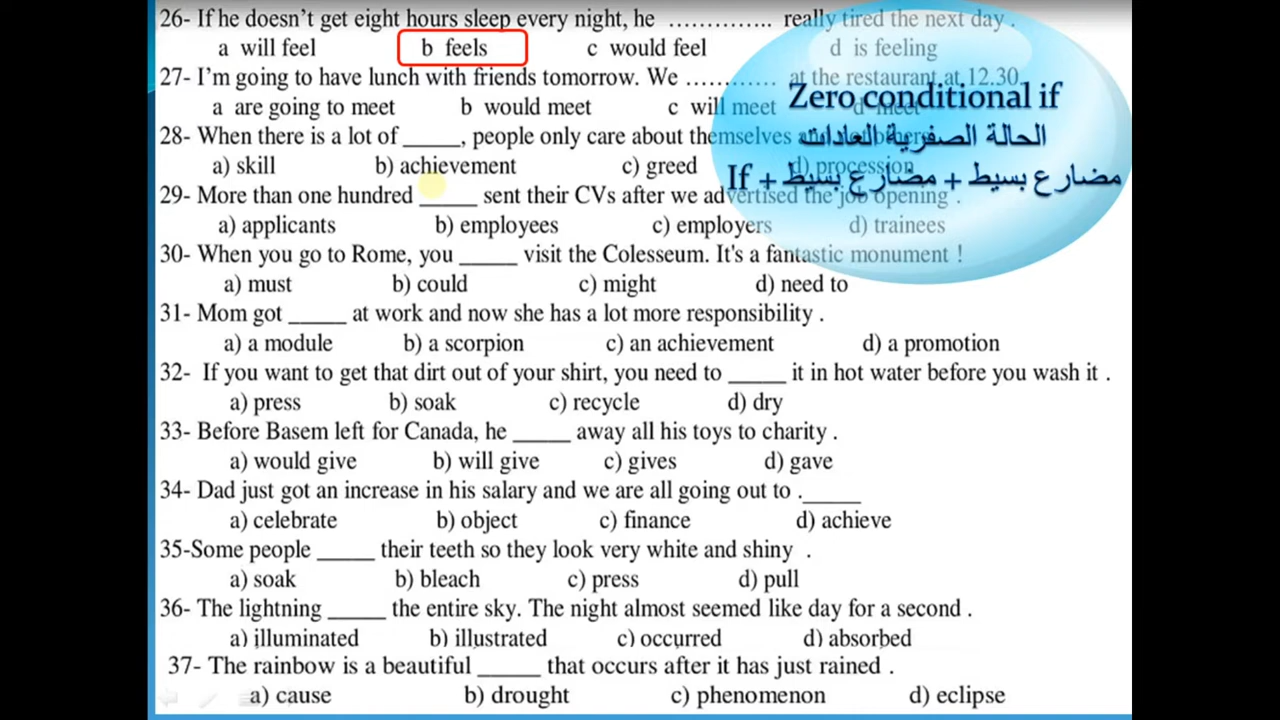 26- If he doesn't get eight hours sleep every night, he ………….. really tired the next day .
a will feel b feels c would feel d is feeling
27- I'm going to have lunch with friends tomorrow. We ………… at the restaurant at 12.30.
a are going to meet b would meet c will meet d meet
28- When there is a lot of _____, people only care about themselves and not others
a) skill b) achievement c) greed d) procession
29- More than one hundred _____ sent their CVs after we advertised the job opening .
a) applicants b) employees c) employers d) trainees
30- When you go to Rome, you _____ visit the Colesseum. It's a fantastic monument !
a) must b) could c) might d) need to
31- Mom got _____ at work and now she has a lot more responsibility .
a) a module b) a scorpion c) an achievement d) a promotion
32- If you want to get that dirt out of your shirt, you need to _____ it in hot water before you wash it .
a) press b) soak c) recycle d) dry
33- Before Basem left for Canada, he _____ away all his toys to charity .
a) would give b) will give c) gives d) gave
34- Dad just got an increase in his salary and we are all going out to ._____
a) celebrate b) object c) finance d) achieve
35-Some people _____ their teeth so they look very white and shiny .
a) soak b) bleach c) press d) pull
36- The lightning _____ the entire sky. The night almost seemed like day for a second .
a) illuminated b) illustrated c) occurred d) absorbed
37- The rainbow is a beautiful _____ that occurs after it has just rained .
a) cause b) drought c) phenomenon d) eclipse
Zero conditional if
الحالة الصفرية العادات
If + مضارع بسيط + مضارع بسيط